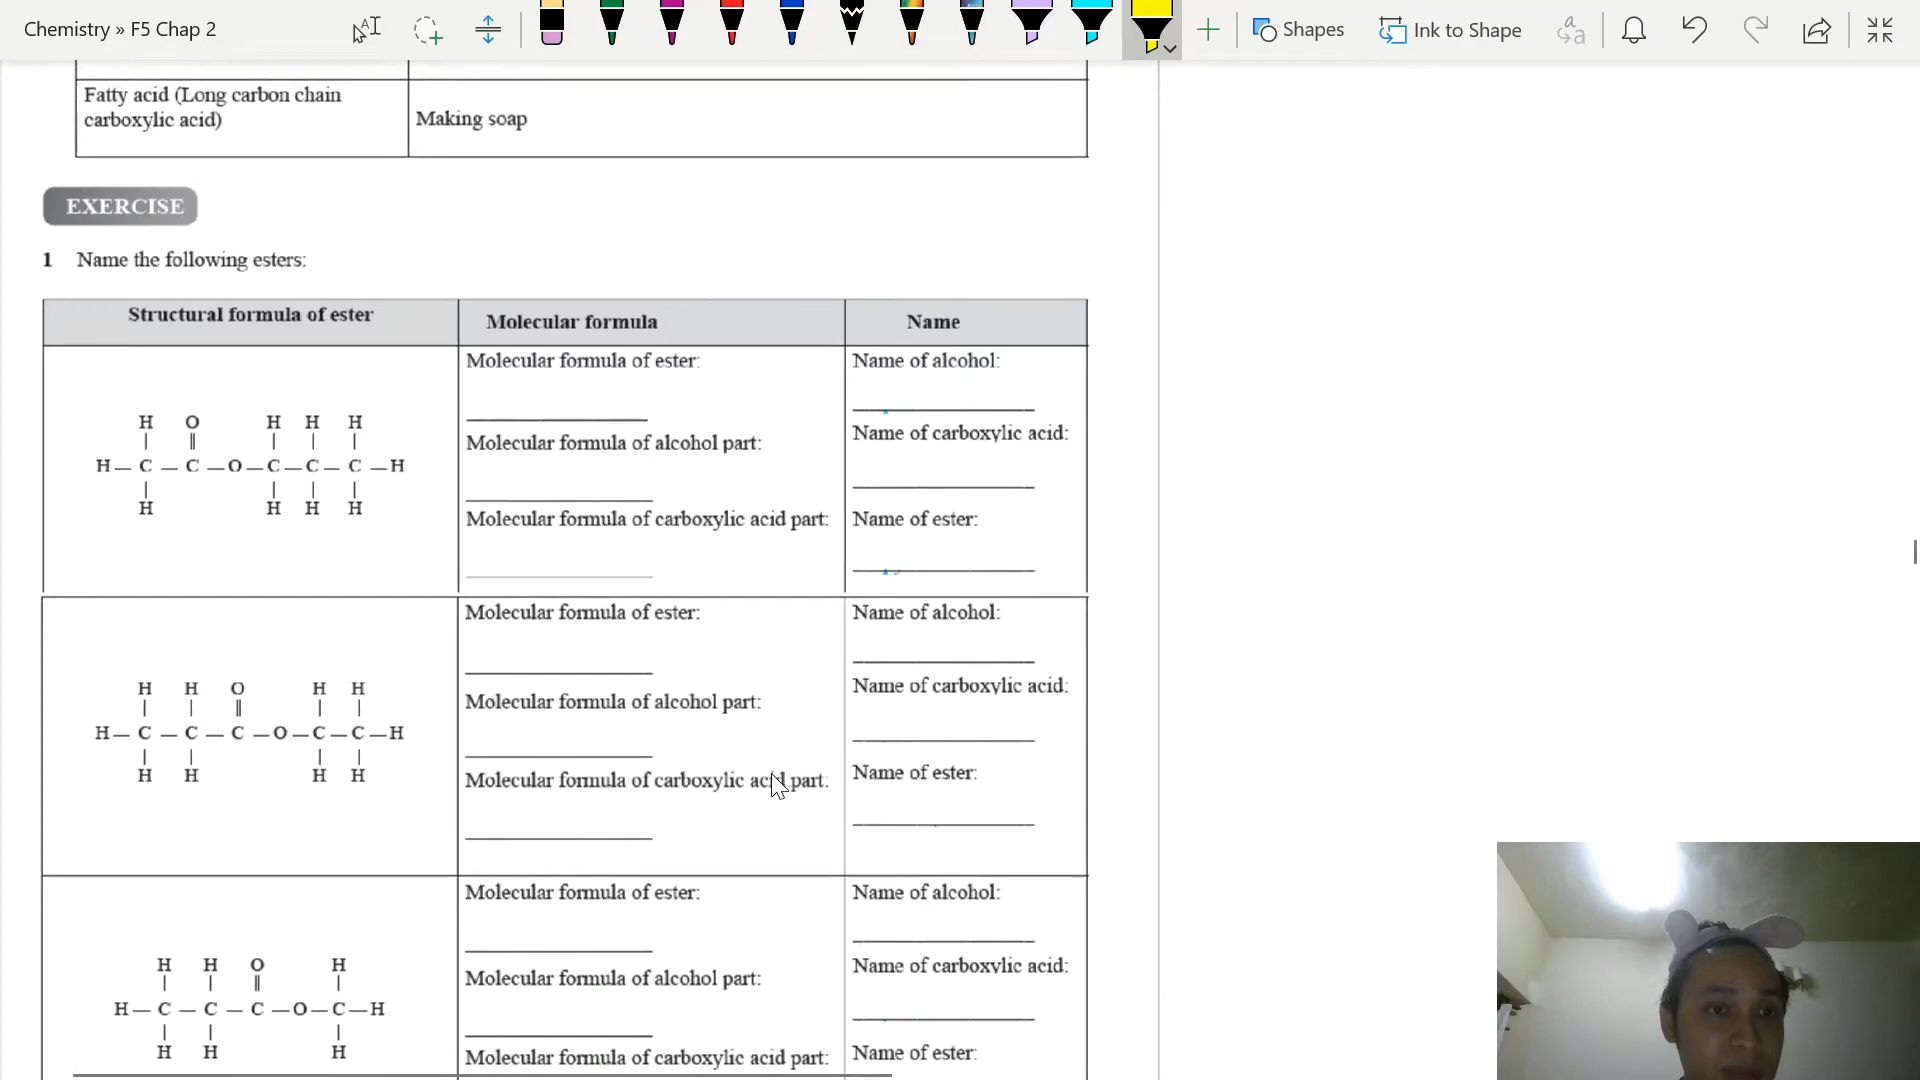 Chemistry » F5 Chap 2
Shapes
Ink to Shape
Fatty acid (Long carbon chain
carboxylic acid)
Making soap
EXERCISE
1 Name the following esters:
Structural formula of ester
Molecular formula
Name
H O H H H
H — C — C — O — C — C — C — H
H H H H
Molecular formula of ester:
Molecular formula of alcohol part:
Molecular formula of carboxylic acid part:
Name of alcohol:
Name of carboxylic acid:
Name of ester:
H H O H H
H — C — C — C — O — C — C — H
H H H H
Molecular formula of ester:
Molecular formula of alcohol part:
Molecular formula of carboxylic acid part:
Name of alcohol:
Name of carboxylic acid:
Name of ester:
H H O H
H — C — C — C — O — C — H
H H H
Molecular formula of ester:
Molecular formula of alcohol part:
Molecular formula of carboxylic acid part:
Name of alcohol:
Name of carboxylic acid:
Name of ester: